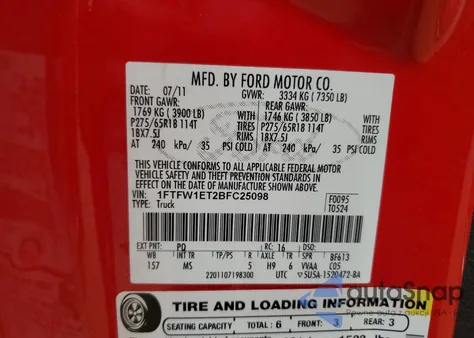 MFD. BY FORD MOTOR CO.
DATE: 07/11 GVWR: 3334 KG ( 7350 LB)
FRONT GAWR: REAR GAWR:
1769 KG ( 3900 LB) 1746 KG ( 3850 LB)
P275/65R18 114T TIRES P275/65R18 114T
18X7.5J RIMS 18X7.5J
AT 240 kPa/ 35 PSI COLD AT 240 kPa/ 35 PSI COLD
THIS VEHICLE CONFORMS TO ALL APPLICABLE FEDERAL MOTOR
VEHICLE SAFETY AND THEFT PREVENTION STANDARDS IN EFFECT
ON THE DATE OF MANUFACTURE SHOWN ABOVE.
VIN: 1FTFW1ET2BFC25098 F0095
TYPE: Truck T0524
EXT PNT: PQ RC: 16 DSO:
WB INT TR TP/PS R AXLE TR SPR BF613
157 MS 5 H9 6 VVAA C05
2201107198300 UTC SUSA-1520472-BA
autoSnap
TIRE AND LOADING INFORMATION
SEATING CAPACITY TOTAL: 6 FRONT: 3 REAR: 3